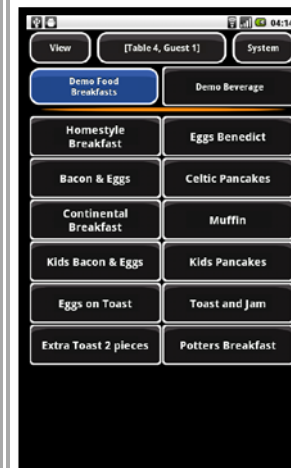 04:14
View
[Table 4, Guest 1]
System
Demo Food
Breakfasts
Demo Beverage
Homestyle
Breakfast
Eggs Benedict
Bacon & Eggs
Celtic Pancakes
Continental
Breakfast
Muffin
Kids Bacon & Eggs
Kids Pancakes
Eggs on Toast
Toast and Jam
Extra Toast 2 pieces
Potters Breakfast